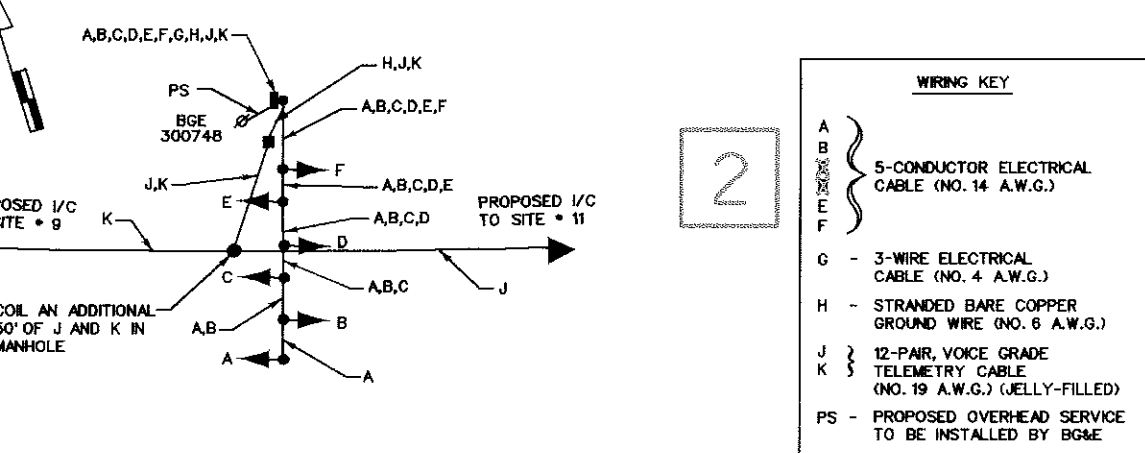 A,B,C,D,E,F,G,H,J,K
H,J,K
PS
A,B,C,D,E,F
BGE
300748
F
J,K
A,B,C,D,E
E
POSED I/C
SITE • 9
K
A,B,C,D
PROPOSED I/C
TO SITE • 11
D
C
A,B,C
J
COIL AN ADDITIONAL
50' OF J AND K IN
MANHOLE
A,B
B
A
A
2
WIRING KEY
A
B
E
F
5-CONDUCTOR ELECTRICAL
CABLE (NO. 14 A.W.G.)
G - 3-WIRE ELECTRICAL
CABLE (NO. 4 A.W.G.)
H - STRANDED BARE COPPER
GROUND WIRE (NO. 6 A.W.G.)
J
K
12-PAIR, VOICE GRADE
TELEMETRY CABLE
(NO. 19 A.W.G.) (JELLY-FILLED)
PS - PROPOSED OVERHEAD SERVICE
TO BE INSTALLED BY BG&E